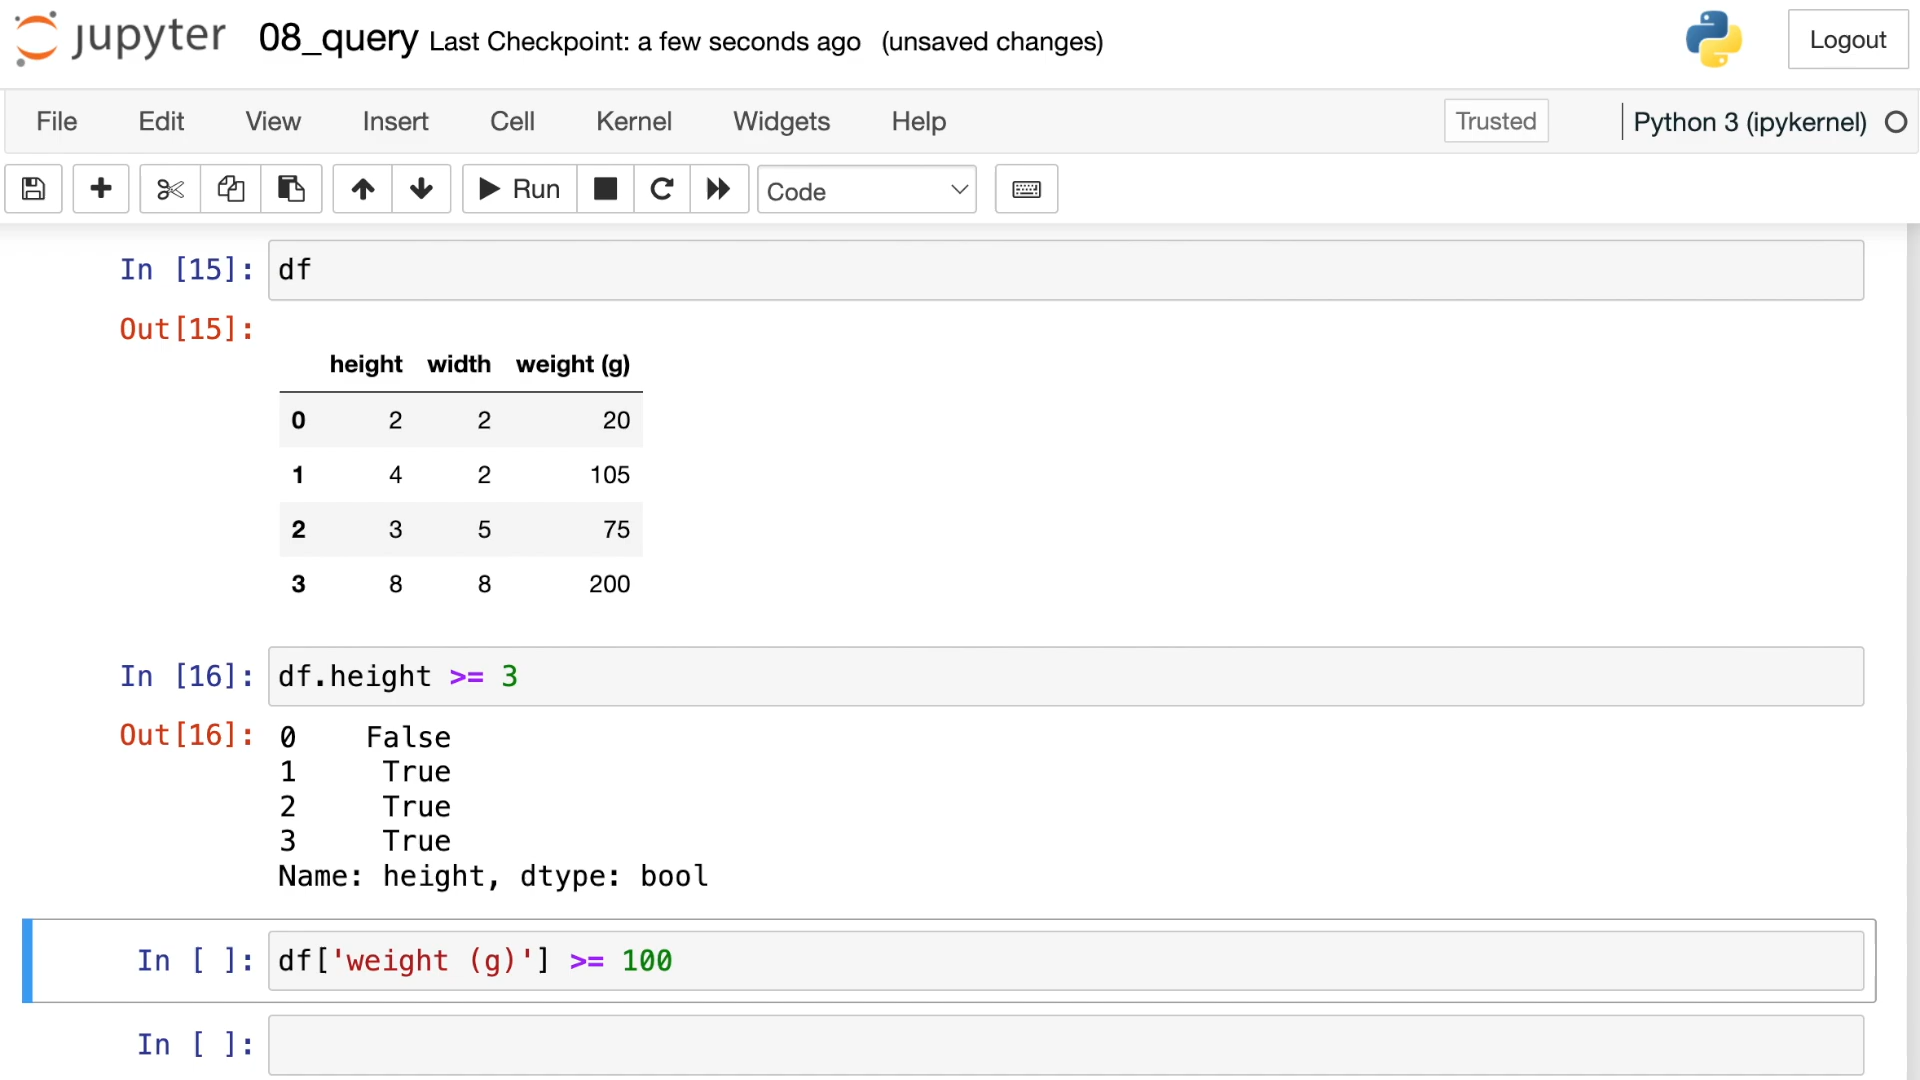 jupyter 08_query Last Checkpoint: a few seconds ago (unsaved changes) Logout
File Edit View Insert Cell Kernel Widgets Help Trusted Python 3 (ipykernel)
Run Code
In [15]: df
Out[15]:
height width weight (g)
0 2 2 20
1 4 2 105
2 3 5 75
3 8 8 200
In [16]: df.height >= 3
Out[16]: 0 False
1 True
2 True
3 True
Name: height, dtype: bool
In [ ]: df['weight (g)'] >= 100
In [ ]: